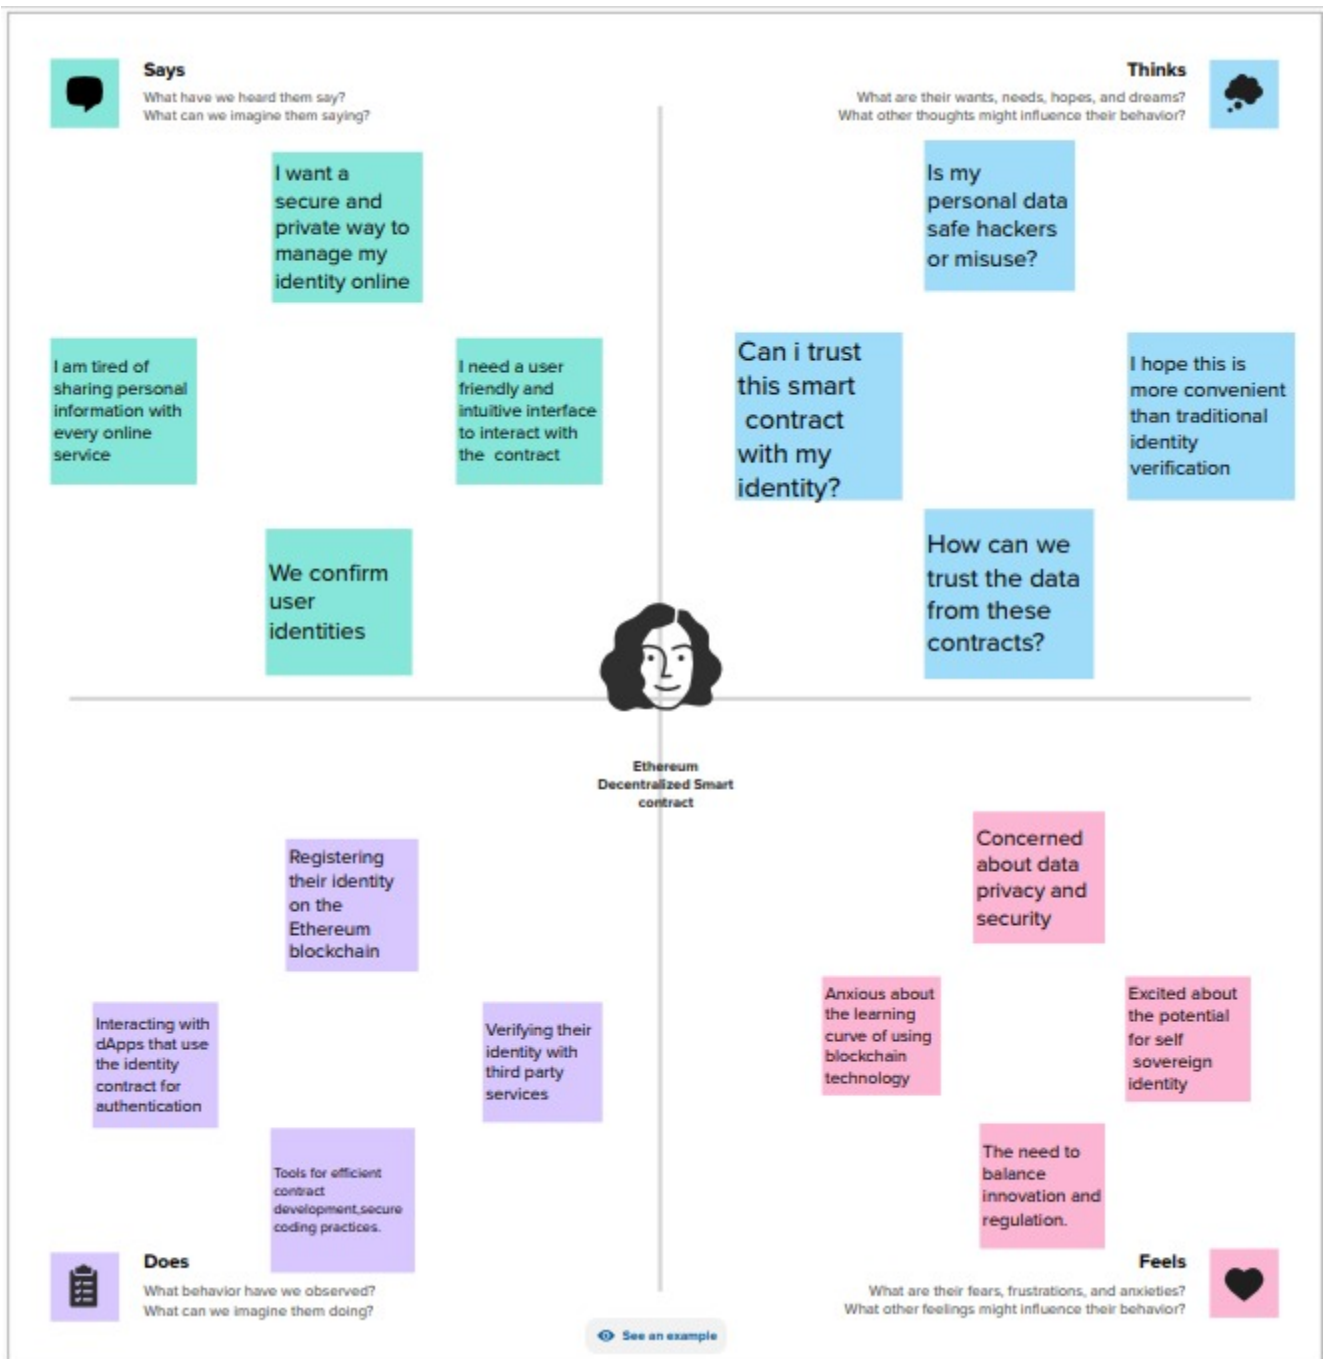 Says
What have we heard them say?
What can we imagine them saying?
I want a
secure and
private way to
manage my
identity online
I am tired of
sharing personal
information with
every online
service
I need a user
friendly and
intuitive interface
to interact with
the contract
We confirm
user
identities
Thinks
What are their wants, needs, hopes, and dreams?
What other thoughts might influence their behavior?
Is my
personal data
safe hackers
or misuse?
Can i trust
this smart
contract
with my
identity?
I hope this is
more convenient
than traditional
identity
verification
How can we
trust the data
from these
contracts?
Ethereum
Decentralized Smart
contract
Registering
their identity
on the
Ethereum
blockchain
Interacting with
dApps that use
the identity
contract for
authentication
Verifying their
identity with
third party
services
Tools for efficient
contract
development,secure
coding practices.
Does
What behavior have we observed?
What can we imagine them doing?
Concerned
about data
privacy and
security
Anxious about
the learning
curve of using
blockchain
technology
Excited about
the potential
for self
sovereign
identity
The need to
balance
innovation and
regulation.
Feels
What are their fears, frustrations, and anxieties?
What other feelings might influence their behavior?
See an example